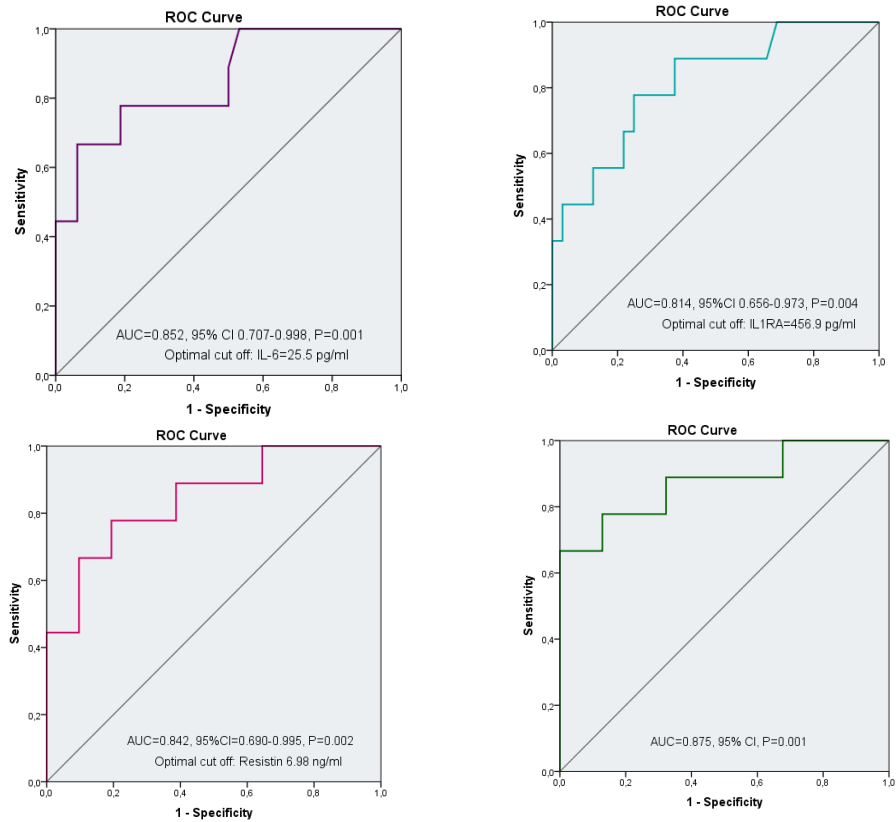 ROC Curve
1,0
0,8
0,6
0,4
0,2
0,0
Sensitivity
AUC=0.852, 95% CI 0.707-0.998, P=0.001
Optimal cut off: IL-6=25.5 pg/ml
0,0 0,2 0,4 0,6 0,8 1,0
1 - Specificity
ROC Curve
1,0
0,8
0,6
0,4
0,2
0,0
Sensitivity
AUC=0.814, 95%CI 0.656-0.973, P=0.004
Optimal cut off: IL1RA=456.9 pg/ml
0,0 0,2 0,4 0,6 0,8 1,0
1 - Specificity
ROC Curve
1,0
0,8
0,6
0,4
0,2
0,0
Sensitivity
AUC=0.842, 95%CI=0.690-0.995, P=0.002
Optimal cut off: Resistin 6.98 ng/ml
0,0 0,2 0,4 0,6 0,8 1,0
1 - Specificity
ROC Curve
1,0
0,8
0,6
0,4
0,2
0,0
Sensitivity
AUC=0.875, 95% CI, P=0.001
0,0 0,2 0,4 0,6 0,8 1,0
1 - Specificity